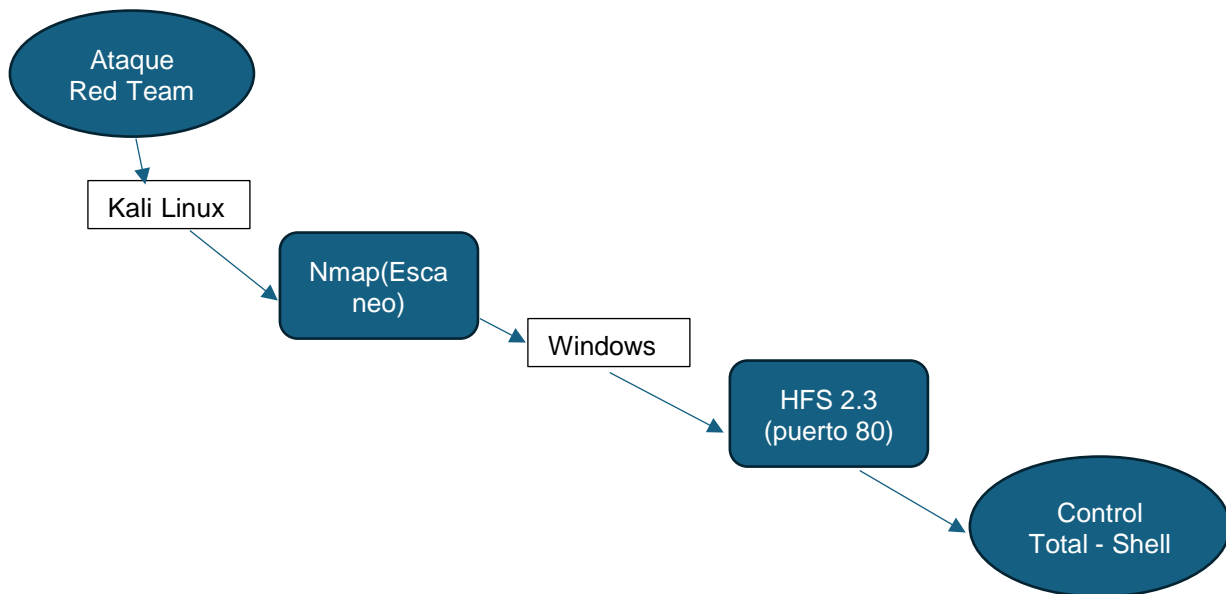 Ataque
Red Team
Kali Linux
Nmap(Esca
neo)
Windows
HFS 2.3
(puerto 80)
Control
Total - Shell